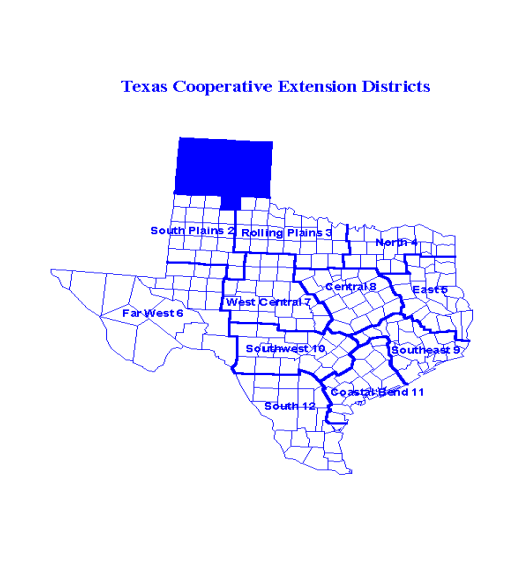 Texas Cooperative Extension Districts
South Plains 2
Rolling Plains 3
North 4
East 5
Central 8
West Central 7
Far West 6
Southwest 10
Southeast 9
Coastal Bend 11
South 12